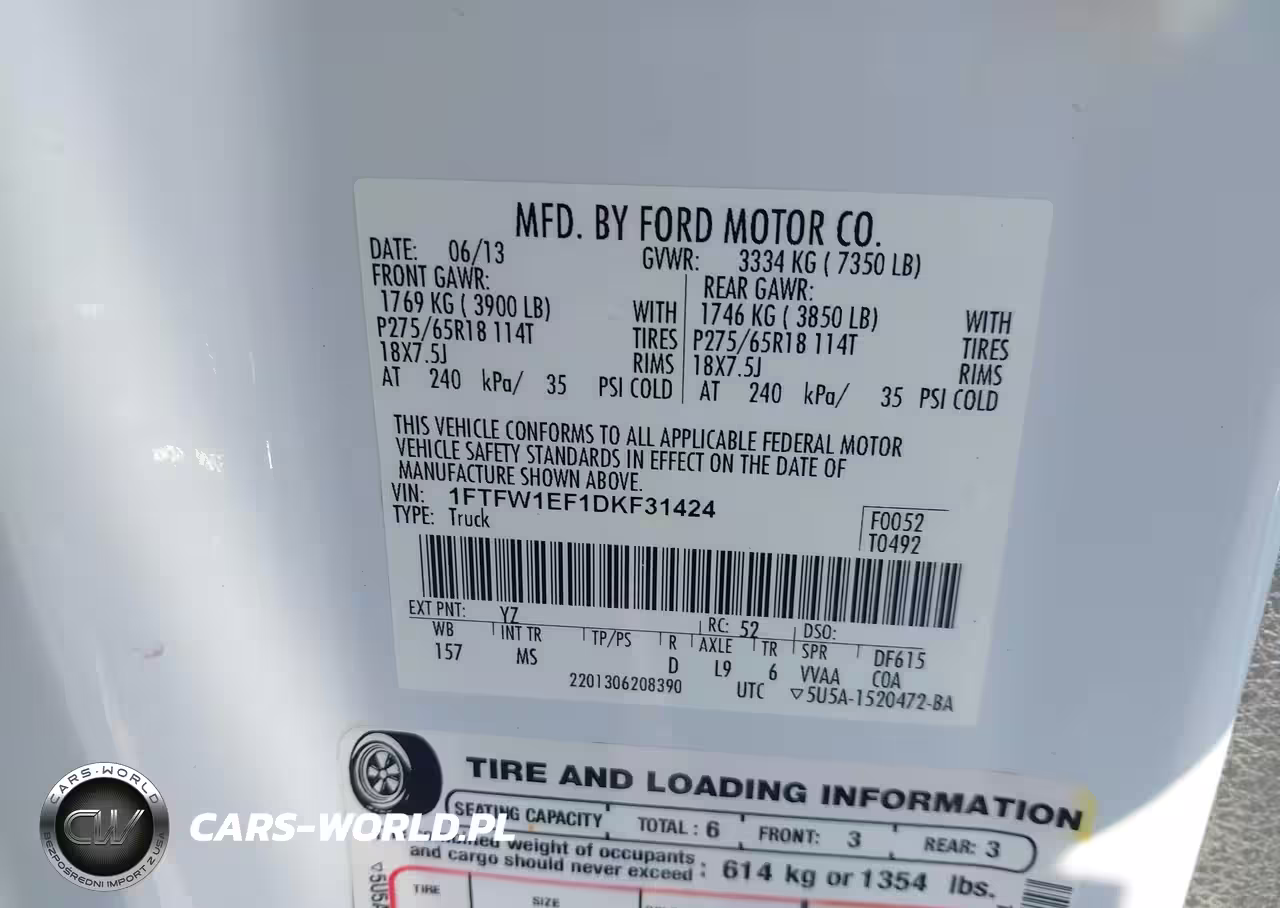 MFD. BY FORD MOTOR CO.
DATE: 06/13 GVWR: 3334 KG ( 7350 LB)
FRONT GAWR: REAR GAWR:
1769 KG ( 3900 LB) WITH 1746 KG ( 3850 LB) WITH
P275/65R18 114T TIRES P275/65R18 114T TIRES
18X7.5J RIMS 18X7.5J RIMS
AT 240 kPa/ 35 PSI COLD AT 240 kPa/ 35 PSI COLD
THIS VEHICLE CONFORMS TO ALL APPLICABLE FEDERAL MOTOR
VEHICLE SAFETY STANDARDS IN EFFECT ON THE DATE OF
MANUFACTURE SHOWN ABOVE.
VIN: 1FTFW1EF1DKF31424
TYPE: Truck
F0052
T0492
EXT PNT: YZ RC: 52 DSO:
WB INT TR TP/PS R AXLE TR SPR DF615
157 MS D L9 6 VVAA COA
2201306208390 UTC ▽5U5A-1520472-BA
TIRE AND LOADING INFORMATION
SEATING CAPACITY TOTAL : 6 FRONT: 3 REAR: 3
weight of occupants
and cargo should never exceed : 614 kg or 1354 lbs.
TIRE SIZE
CARS-WORLD
CW
BEZPOŚREDNI IMPORT Z USA
CARS-WORLD.PL